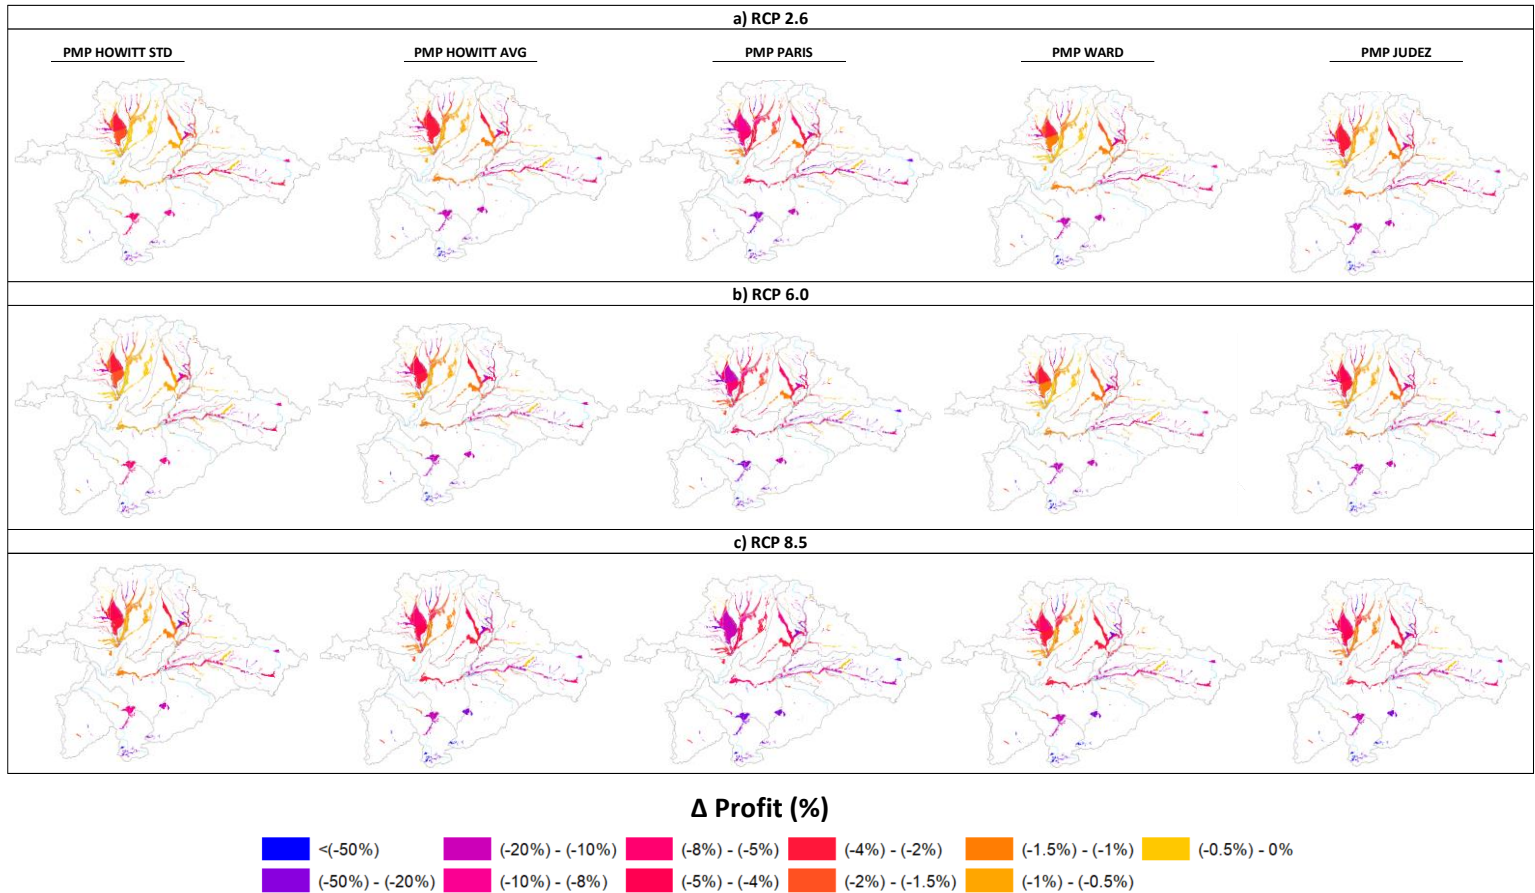 a) RCP 2.6
PMP HOWITT STD PMP HOWITT AVG PMP PARIS PMP WARD PMP JUDEZ
b) RCP 6.0
c) RCP 8.5
Δ Profit (%)
<(-50%) (-20%) - (-10%) (-8%) - (-5%) (-4%) - (-2%) (-1.5%) - (-1%) (-0.5%) - 0%
(-50%) - (-20%) (-10%) - (-8%) (-5%) - (-4%) (-2%) - (-1.5%) (-1%) - (-0.5%)